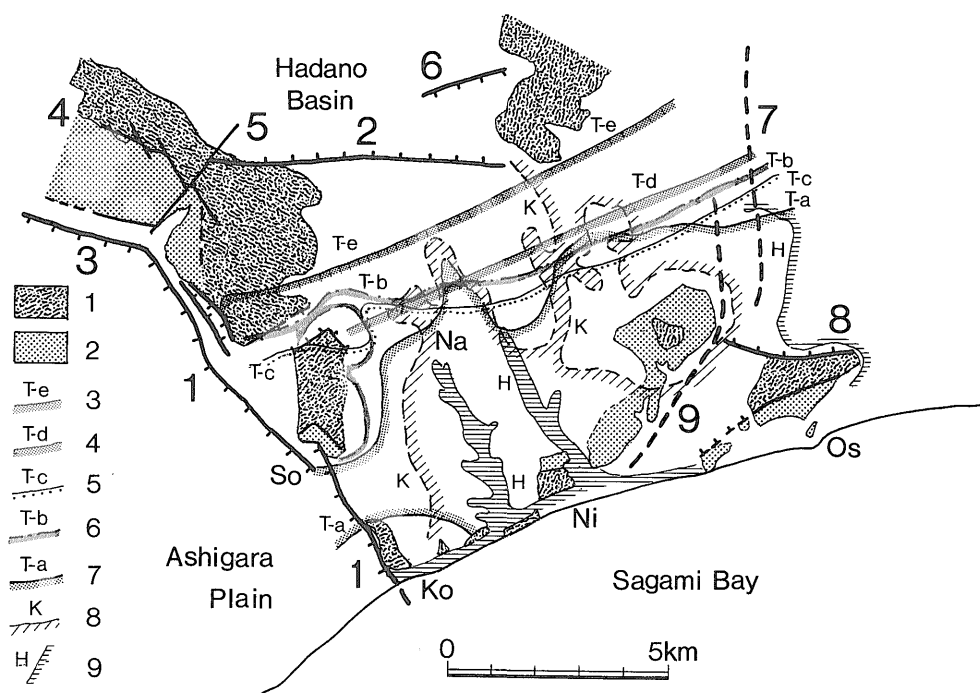 Hadano
Basin
6
4
5
2
7
T-e
T-b
K
T-d
T-c
T-a
T-e
H
3
T-b
8
1
Na
K
2
T-c
1
H
T-e
3
9
T-d
4
Os
So
K
H
T-c
5
Ni
T-a
T-b
6
Ashigara
Plain
T-a
7
1
Ko
Sagami Bay
K
8
0
5km
H
9